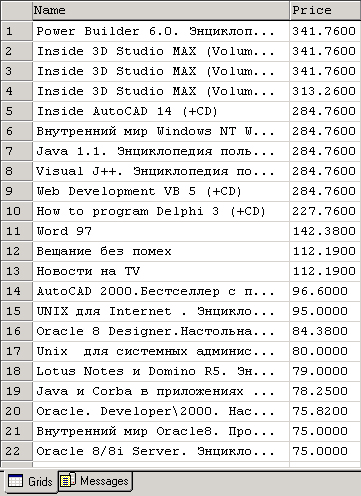 Name Price
1 Power Builder 6.0. Энциклоп... 341.7600
2 Inside 3D Studio MAX (Volum... 341.7600
3 Inside 3D Studio MAX (Volum... 341.7600
4 Inside 3D Studio MAX (Volum... 313.2600
5 Inside AutoCAD 14 (+CD) 284.7600
6 Внутренний мир Windows NT W... 284.7600
7 Java 1.1. Энциклопедия поль... 284.7600
8 Visual J++. Энциклопедия по... 284.7600
9 Web Development VB 5 (+CD) 284.7600
10 How to program Delphi 3 (+CD) 227.7600
11 Word 97 142.3800
12 Вещание без помех 112.1900
13 Новости на TV 112.1900
14 AutoCAD 2000.Бестселлер с п... 96.6000
15 UNIX для Internet . Энцикло... 95.0000
16 Oracle 8 Designer.Настольна... 84.3800
17 Unix  для системных админис... 80.0000
18 Lotus Notes и Domino R5. Эн... 79.0000
19 Java и Corba в приложениях ... 78.2500
20 Oracle. Developer\2000. Нас... 75.8200
21 Внутренний мир Oracle8. Про... 75.0000
22 Oracle 8/8i Server. Энцикло... 75.0000
Grids Messages